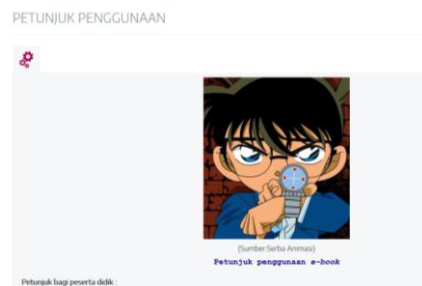 PETUNJUK PENGGUNAAN
(Sumber:Serba Animasi)
Petunjuk penggunaan e-book
Petunjuk bagi peserta didik :